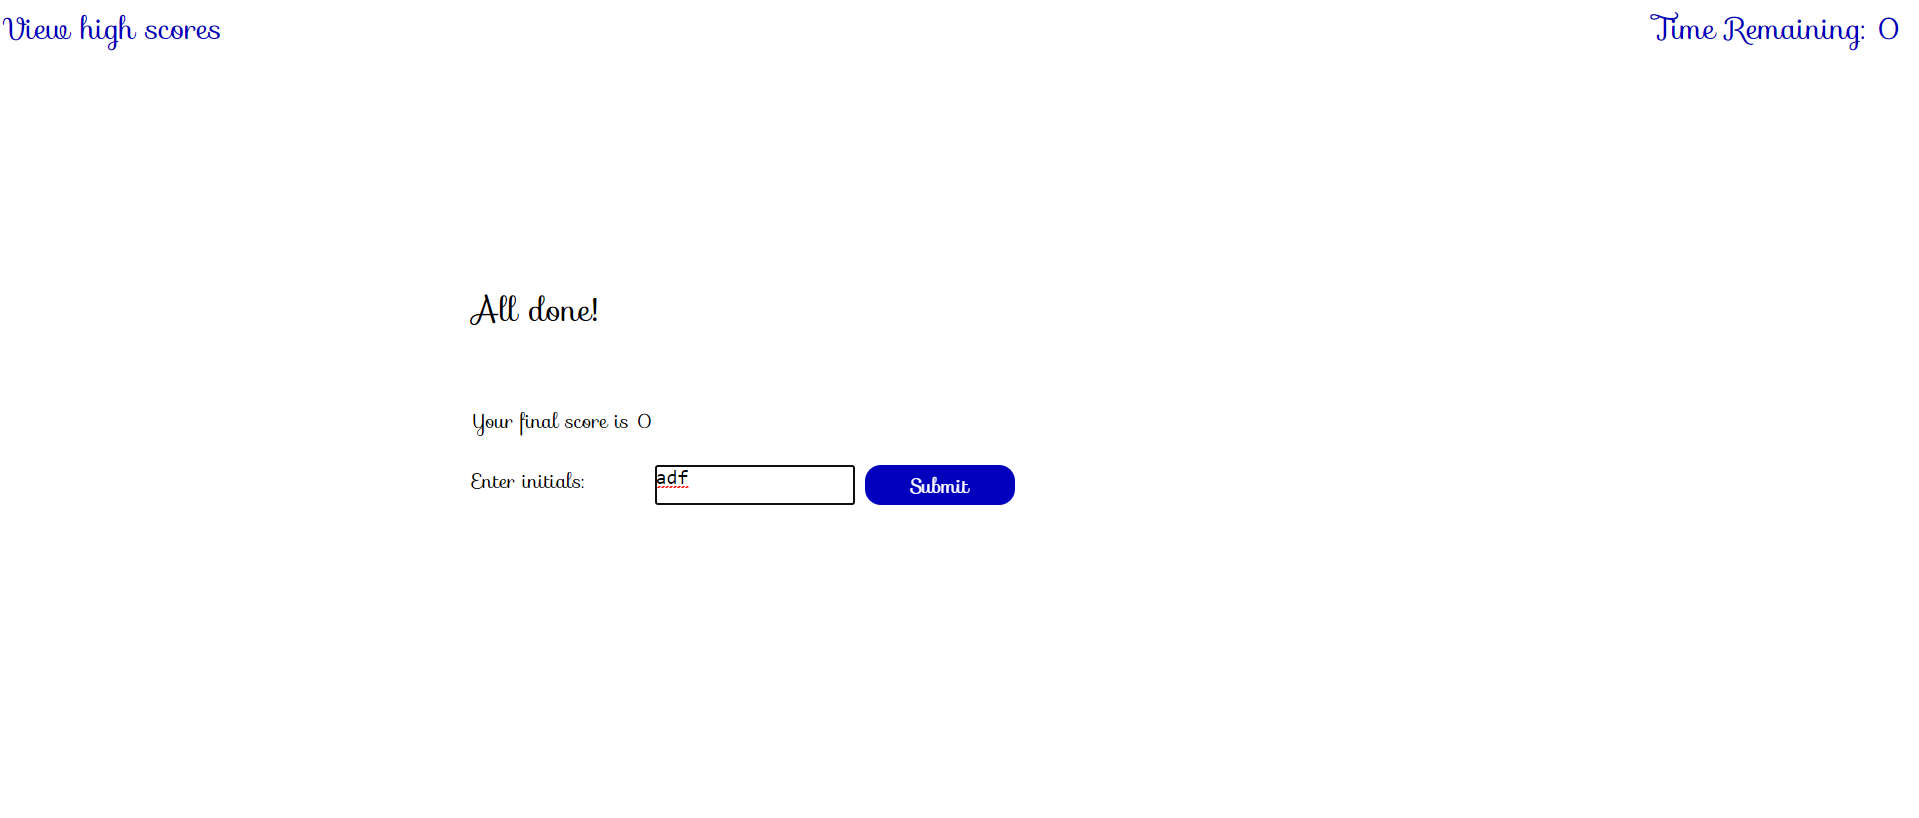 View high scores
Time Remaining: 0
All done!
Your final score is 0
Enter initials:
adf
Submit